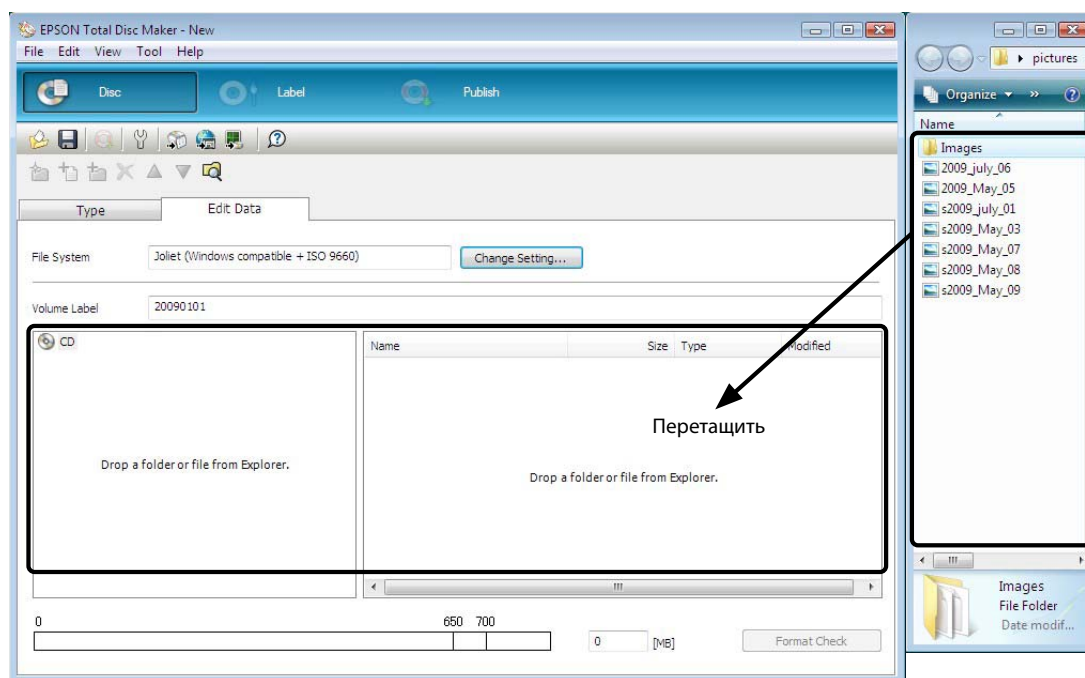 EPSON Total Disc Maker - New
File Edit View Tool Help
Disc Label Publish
Type Edit Data
File System Joliet (Windows compatible + ISO 9660) Change Setting...
Volume Label 20090101
CD
Drop a folder or file from Explorer.
Name Size Type Modified
Перетащить
Drop a folder or file from Explorer.
0 650 700
0 [MB] Format Check
pictures
Organize
Name
Images
2009_july_06
2009_May_05
s2009_july_01
s2009_May_03
s2009_May_07
s2009_May_08
s2009_May_09
Images
File Folder
Date modif...